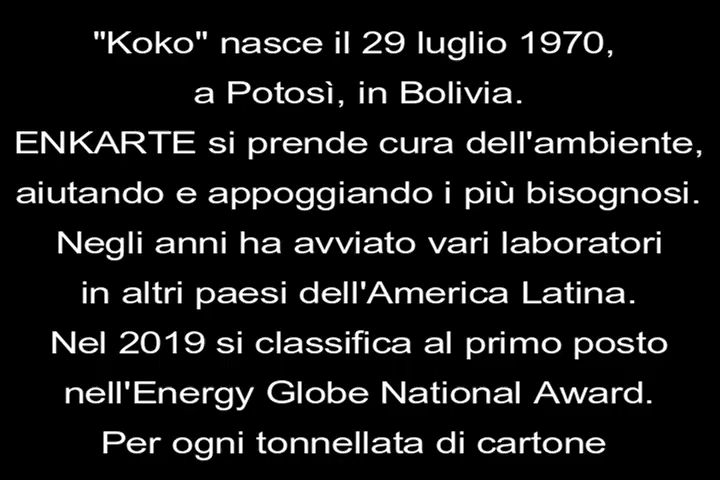 "Koko" nasce il 29 luglio 1970,
a Potosì, in Bolivia.
ENKARTE si prende cura dell'ambiente,
aiutando e appoggiando i più bisognosi.
Negli anni ha avviato vari laboratori
in altri paesi dell'America Latina.
Nel 2019 si classifica al primo posto
nell'Energy Globe National Award.
Per ogni tonnellata di cartone